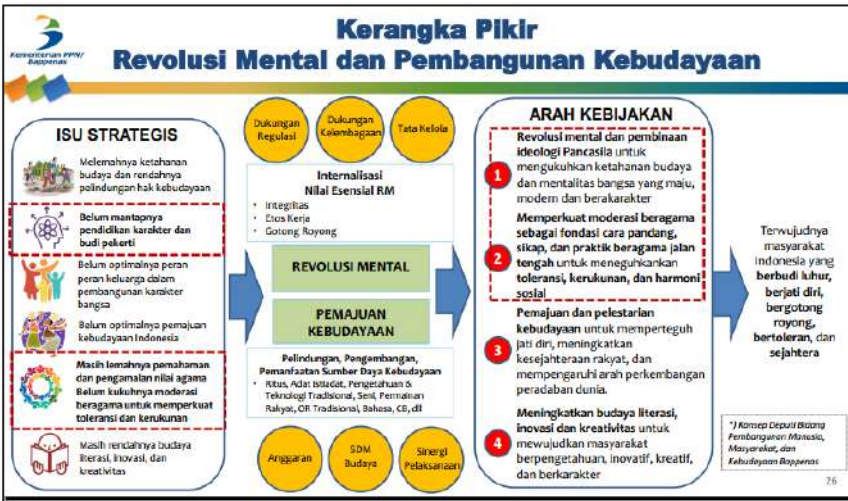 Kementerian PPN/
Bappenas
Kerangka Pikir
Revolusi Mental dan Pembangunan Kebudayaan
ISU STRATEGIS
Melemahnya ketahanan
budaya dan rendahnya
pelindungan hak kebudayaan
Belum mantapnya
pendidikan karakter dan
budi pekerti
Belum optimalnya peran
peran keluarga dalam
pembangunan karakter
bangsa
Belum optimalnya pemajuan
kebudayaan Indonesia
Masih lemahnya pemahaman
dan pengamalan nilai agama
Belum kukuhnya moderasi
beragama untuk memperkuat
toleransi dan kerukunan
Masih rendahnya budaya
literasi, inovasi, dan
kreativitas
Dukungan
Regulasi
Dukungan
Kelembagaan
Tata Kelola
Internalisasi
Nilai Esensial RM
• Integritas
• Etos Kerja
• Gotong Royong
REVOLUSI MENTAL
PEMAJUAN
KEBUDAYAAN
Pelindungan, Pengembangan,
Pemanfaatan Sumber Daya Kebudayaan
• Ritus, Adat Istiadat, Pengetahuan &
Teknologi Tradisional, Seni, Permainan
Rakyat, OR Tradisional, Bahasa, CB, dll
Anggaran
SDM
Budaya
Sinergi
Pelaksanaan
ARAH KEBIJAKAN
1
Revolusi mental dan pembinaan
ideologi Pancasila untuk
mengukuhkan ketahanan budaya
dan mentalitas bangsa yang maju,
modern dan berakarakter
2
Memperkuat moderasi beragama
sebagai fondasi cara pandang,
sikap, dan praktik beragama jalan
tengah untuk meneguhkankan
toleransi, kerukunan, dan harmoni
sosial
3
Pemajuan dan pelestarian
kebudayaan untuk memperteguh
jati diri, meningkatkan
kesejahteraan rakyat, dan
mempengaruhi arah perkembangan
peradaban dunia.
4
Meningkatkan budaya literasi,
inovasi dan kreativitas untuk
mewujudkan masyarakat
berpengetahuan, inovatif, kreatif,
dan berkarakter
Terwujudnya
masyarakat
Indonesia yang
berbudi luhur,
berjati diri,
bergotong
royong,
bertoleran, dan
sejahtera
*) Konsep Deputi Bidang
Pembangunan Manusia,
Masyarakat, dan
Kebudayaan Bappenas
26